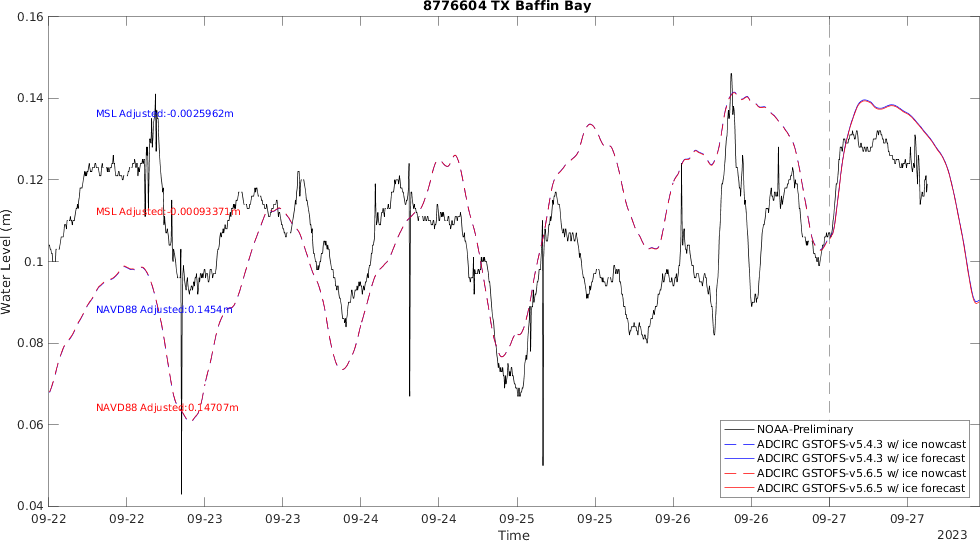 8776604 TX Baffin Bay
0.16
0.14
MSL Adjusted:-0.0025962m
0.12
MSL Adjusted:-0.00093371m
Water Level (m)
0.1
NAVD88 Adjusted:0.1454m
0.08
NAVD88 Adjusted:0.14707m
0.06
NOAA-Preliminary
ADCIRC GSTOFS-v5.4.3 w/ ice nowcast
ADCIRC GSTOFS-v5.4.3 w/ ice forecast
ADCIRC GSTOFS-v5.6.5 w/ ice nowcast
ADCIRC GSTOFS-v5.6.5 w/ ice forecast
0.04
09-22 09-22 09-23 09-23 09-24 09-24 09-25 09-25 09-26 09-26 09-27 09-27
Time
2023